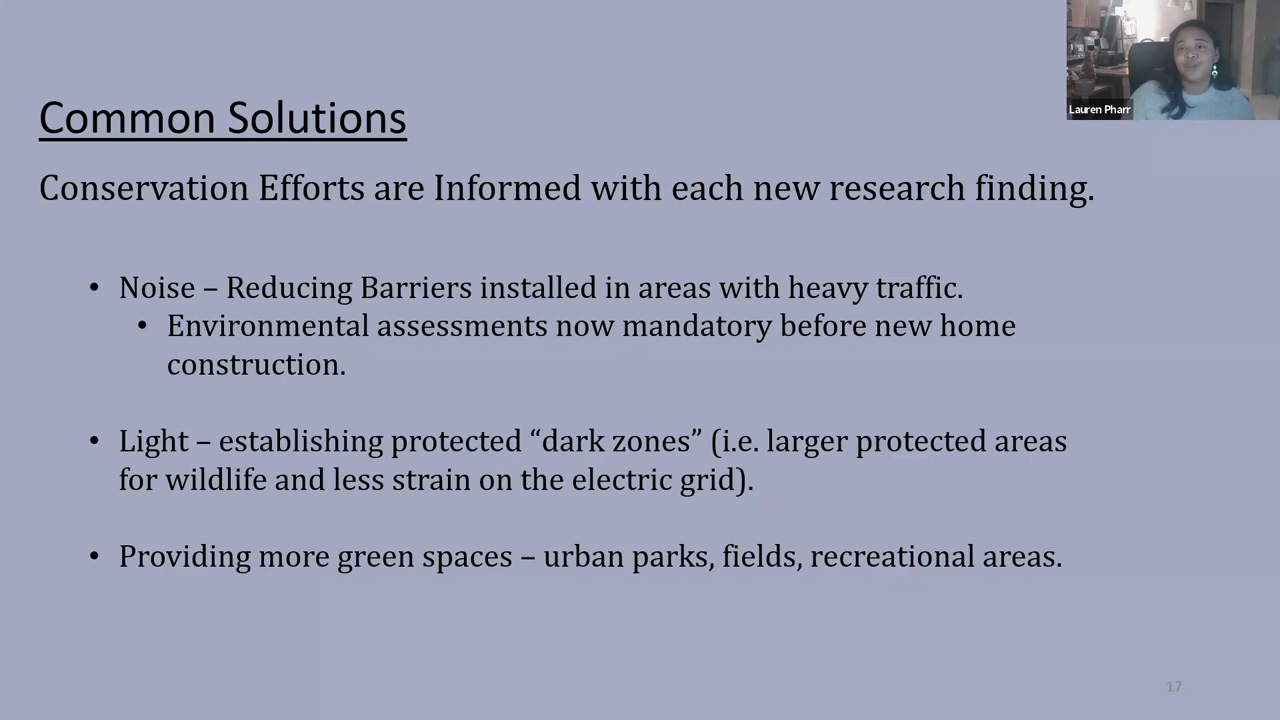 Lauren Pharr
Common Solutions
Conservation Efforts are Informed with each new research finding.
• Noise – Reducing Barriers installed in areas with heavy traffic.
• Environmental assessments now mandatory before new home
construction.
• Light – establishing protected “dark zones” (i.e. larger protected areas
for wildlife and less strain on the electric grid).
• Providing more green spaces – urban parks, fields, recreational areas.
17